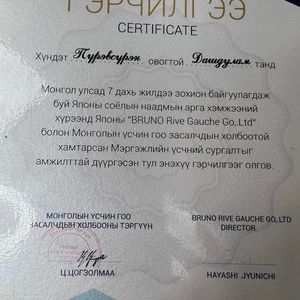 ГЭРЧИЛГЭЭ
CERTIFICATE
Хүндэт Пүрэвсүрэн овогтой Дашдулам танд
Монгол улсад 7 дахь жилдээ зохион байгуулагдаж
буй Японы соёлын наадмын арга хэмжээний
хүрээнд Японы "BRUNO Rive Gauche Go,.Ltd"
болон Монголын үсчин гоо засалчдын холбоотой
хамтарсан Мэргэжлийн үсчний сургалтыг
амжилттай дүүргэсэн тул энэхүү гэрчилгээг олгов.
МОНГОЛЫН ҮСЧИН ГОО
ЗАСАЛЧДЫН ХОЛБООНЫ ТЭРГҮҮН
Ц.ЦОГЗОЛМАА
BRUNO RIVE GAUCHE GO,.LTD
DIRECTOR
HAYASHI JYUNICHI